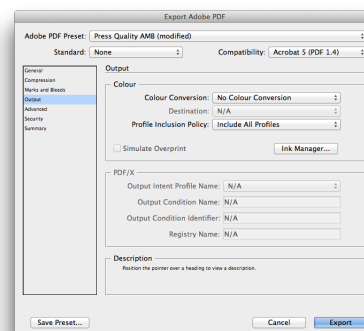 Export Adobe PDF
Adobe PDF Preset: Press Quality AMB (modified)
Standard: None Compatibility: Acrobat 5 (PDF 1.4)
General
Compression
Marks and Bleeds
Output
Advanced
Security
Summary
Output
Colour
Colour Conversion: No Colour Conversion
Destination: N/A
Profile Inclusion Policy: Include All Profiles
Simulate Overprint Ink Manager...
PDF/X
Output Intent Profile Name: N/A
Output Condition Name: N/A
Output Condition Identifier: N/A
Registry Name: N/A
Description
Position the pointer over a heading to view a description.
Save Preset... Cancel Export